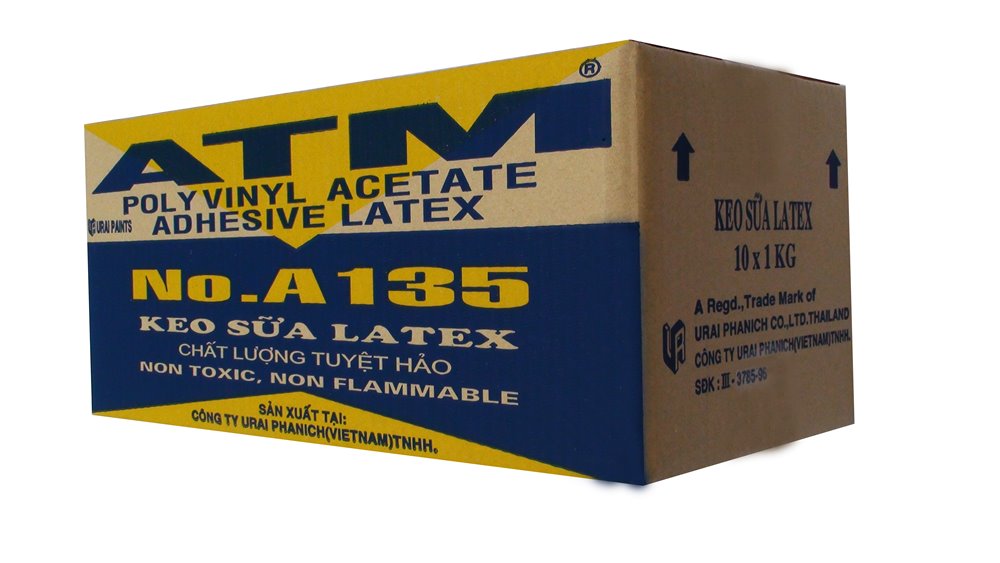 ATM ®
POLY VINYL ACETATE
ADHESIVE LATEX
URAI PAINTS
No.A135
KEO SỮA LATEX
CHẤT LƯỢNG TUYỆT HẢO
NON TOXIC, NON FLAMMABLE
SẢN XUẤT TẠI:
CÔNG TY URAI PHANICH(VIETNAM)TNHH.
KEO SỮA LATEX
10 x 1 KG
A Regd.,Trade Mark of
URAI PHANICH CO.,LTD.THAILAND
CÔNG TY URAI PHANICH(VIETNAM)TNHH.
SĐK : III - 3785-96